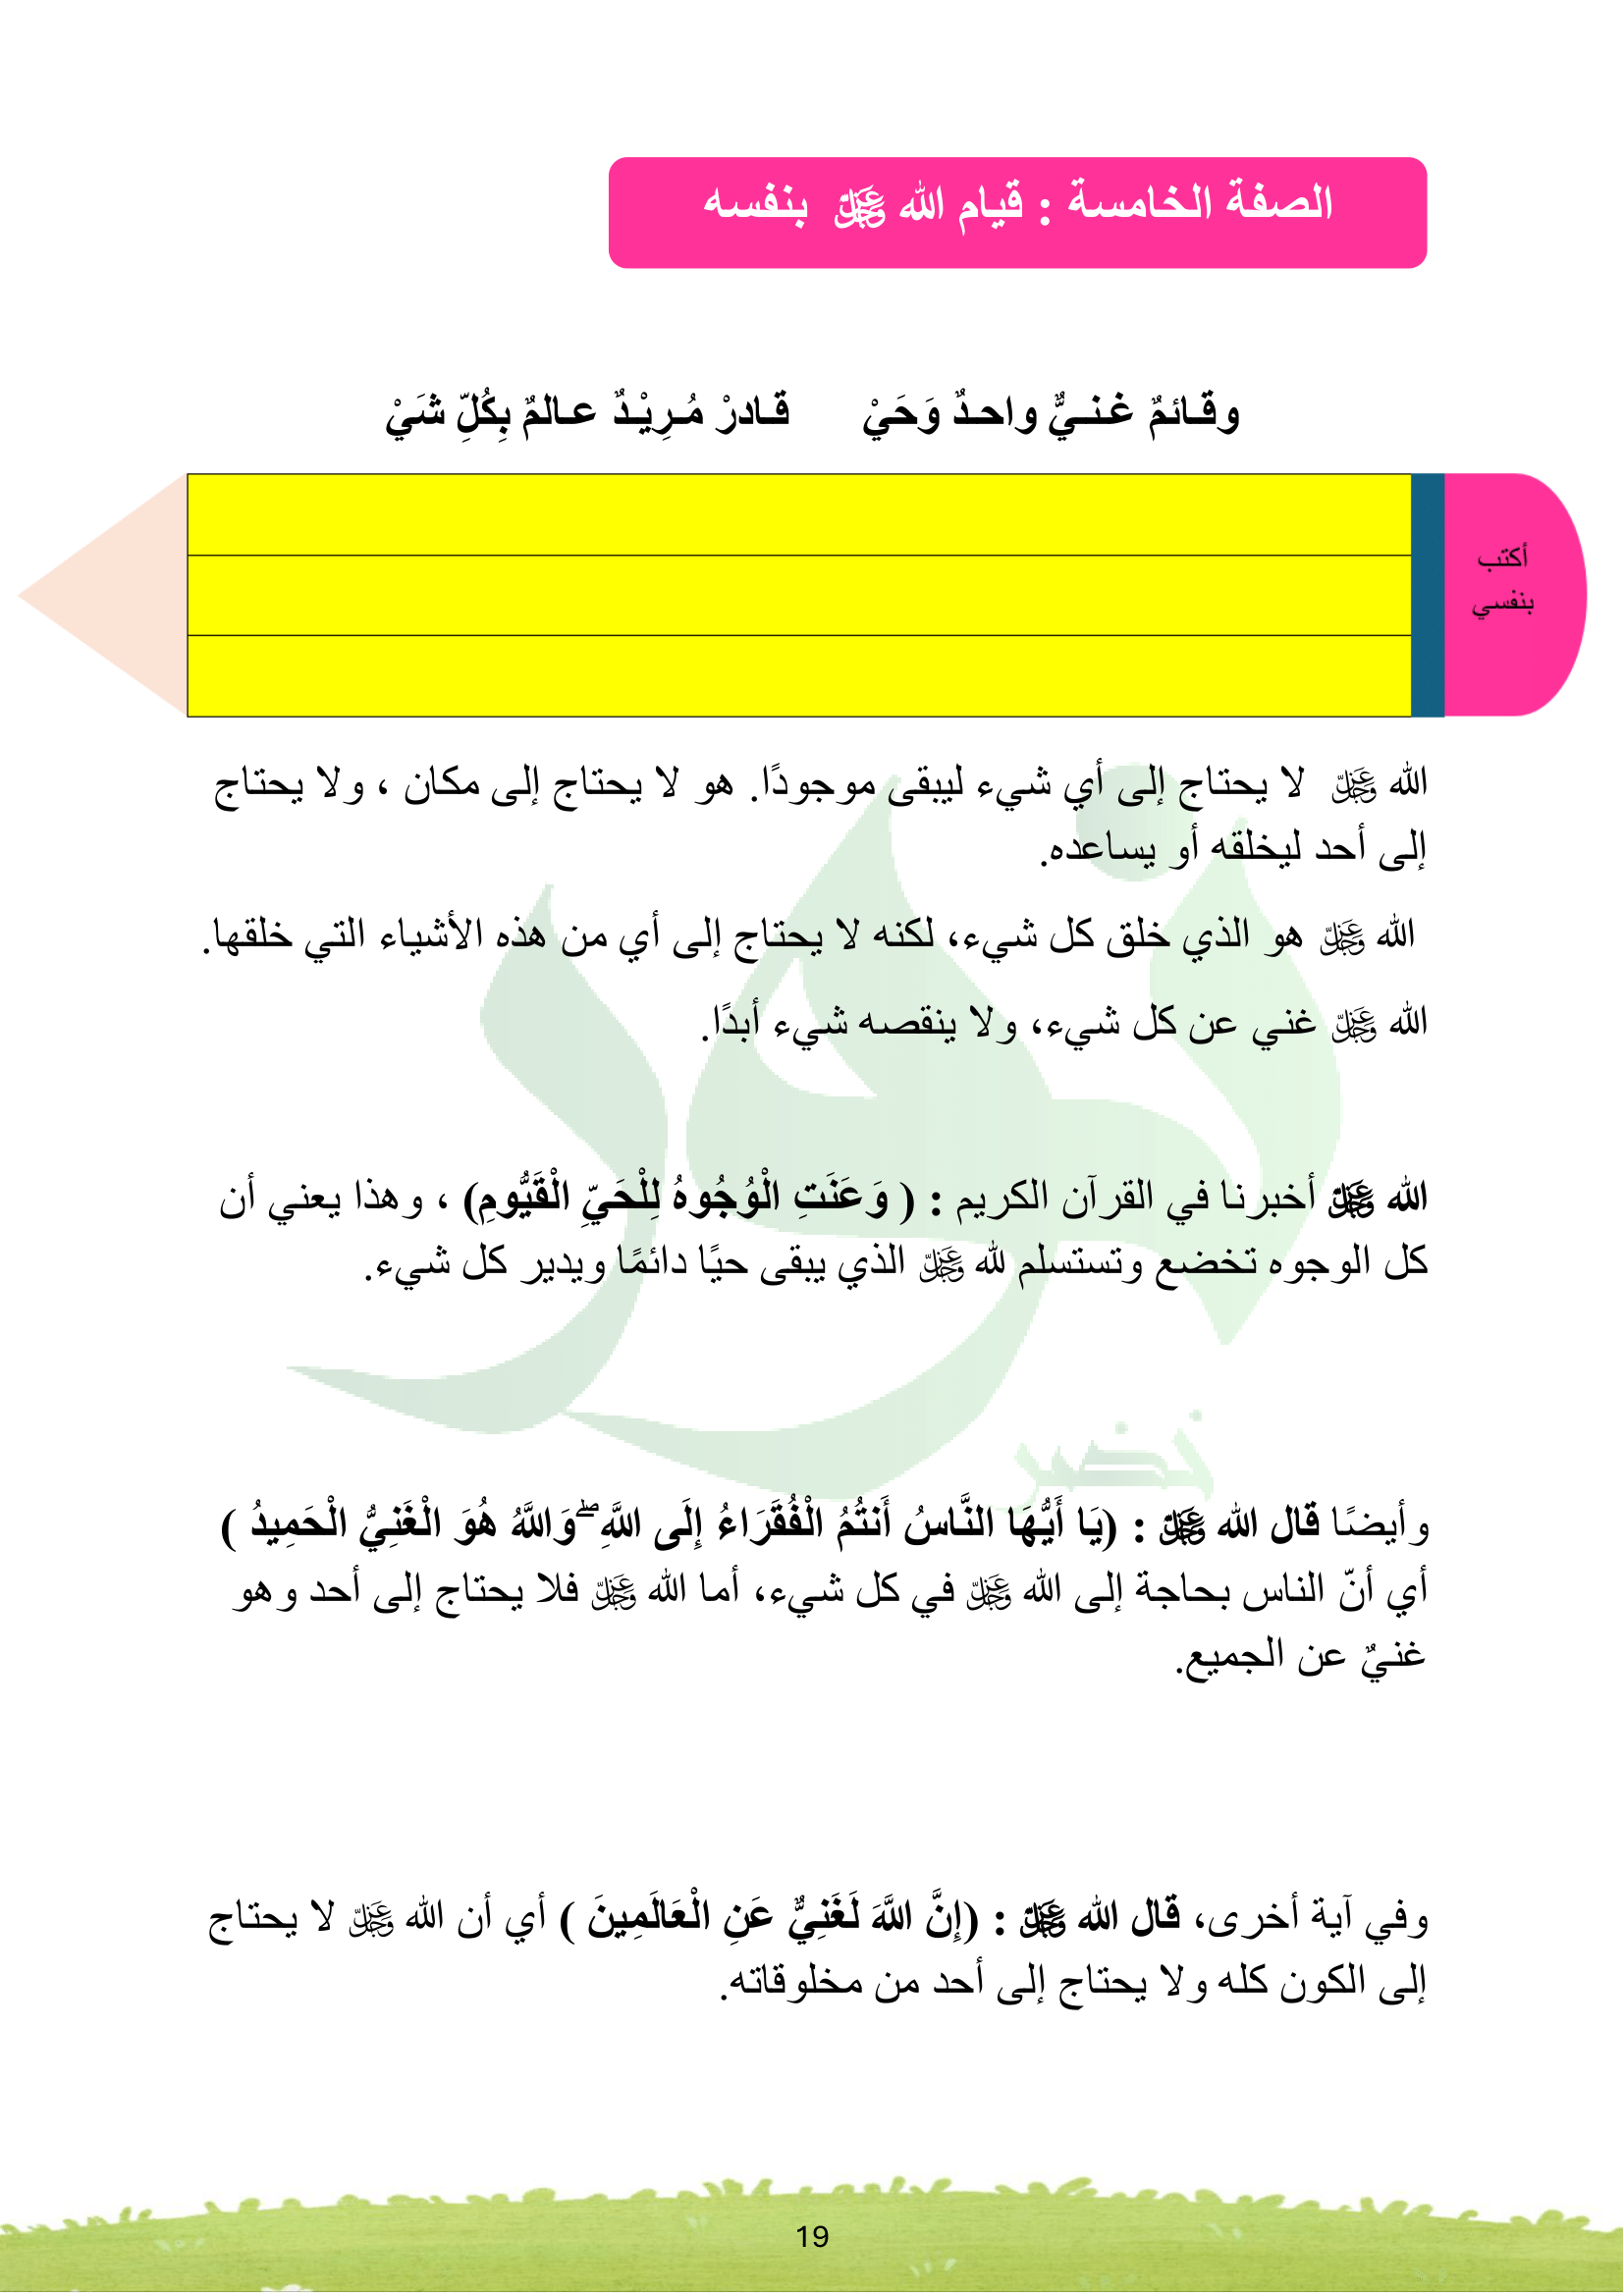 الصفة الخامسة : قيام الله ﷻ بنفسه
وقـائمٌ غـنــيٌّ واحـدٌ وَحَيْ قـادرْ مُـرِيْـدٌ عـالمٌ بِكُلِّ شَيْ
أكتب
بنفسي
الله ﷻ لا يحتاج إلى أي شيء ليبقى موجودًا. هو لا يحتاج إلى مكان ، ولا يحتاج
إلى أحد ليخلقه أو يساعده.
الله ﷻ هو الذي خلق كل شيء، لكنه لا يحتاج إلى أي من هذه الأشياء التي خلقها.
الله ﷻ غني عن كل شيء، ولا ينقصه شيء أبدًا.
الله ﷻ أخبرنا في القرآن الكريم : ( وَعَنَتِ الْوُجُوهُ لِلْحَيِّ الْقَيُّومِ) ، وهذا يعني أن
كل الوجوه تخضع وتستسلم لله ﷻ الذي يبقى حيًا دائمًا ويدير كل شيء.
وأيضًا قال الله ﷻ : (يَا أَيُّهَا النَّاسُ أَنتُمُ الْفُقَرَاءُ إِلَى اللَّهِ ۖ وَاللَّهُ هُوَ الْغَنِيُّ الْحَمِيدُ )
أي أنّ الناس بحاجة إلى الله ﷻ في كل شيء، أما الله ﷻ فلا يحتاج إلى أحد وهو
غنيٌ عن الجميع.
وفي آية أخرى، قال الله ﷻ : (إِنَّ اللَّهَ لَغَنِيٌّ عَنِ الْعَالَمِينَ ) أي أن الله ﷻ لا يحتاج
إلى الكون كله ولا يحتاج إلى أحد من مخلوقاته.
19